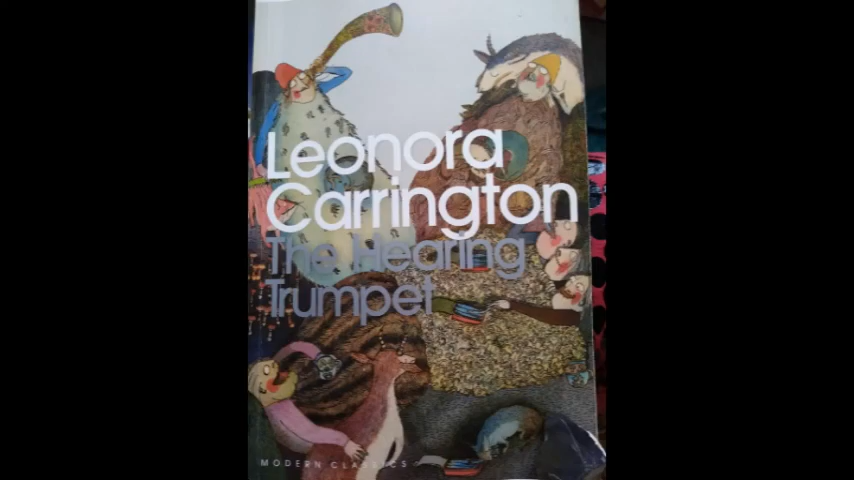 Leonora
Carrington
The Hearing
Trumpet
MODERN CLASSICS